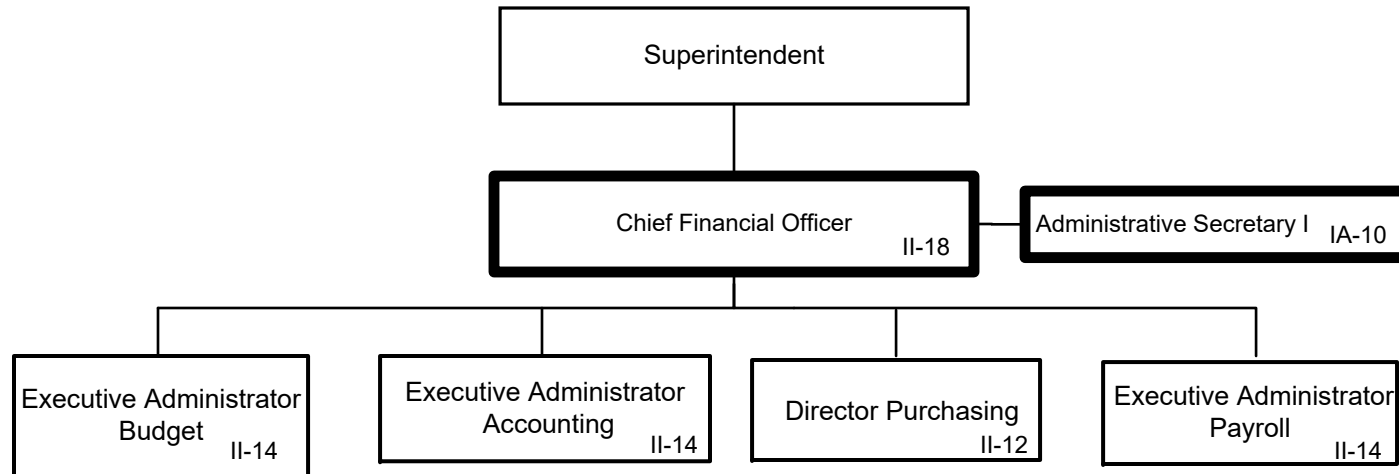 Superintendent
Chief Financial Officer
II-18
Administrative Secretary I
IA-10
Executive Administrator
Budget
II-14
Executive Administrator
Accounting
II-14
Director Purchasing
II-12
Executive Administrator
Payroll
II-14